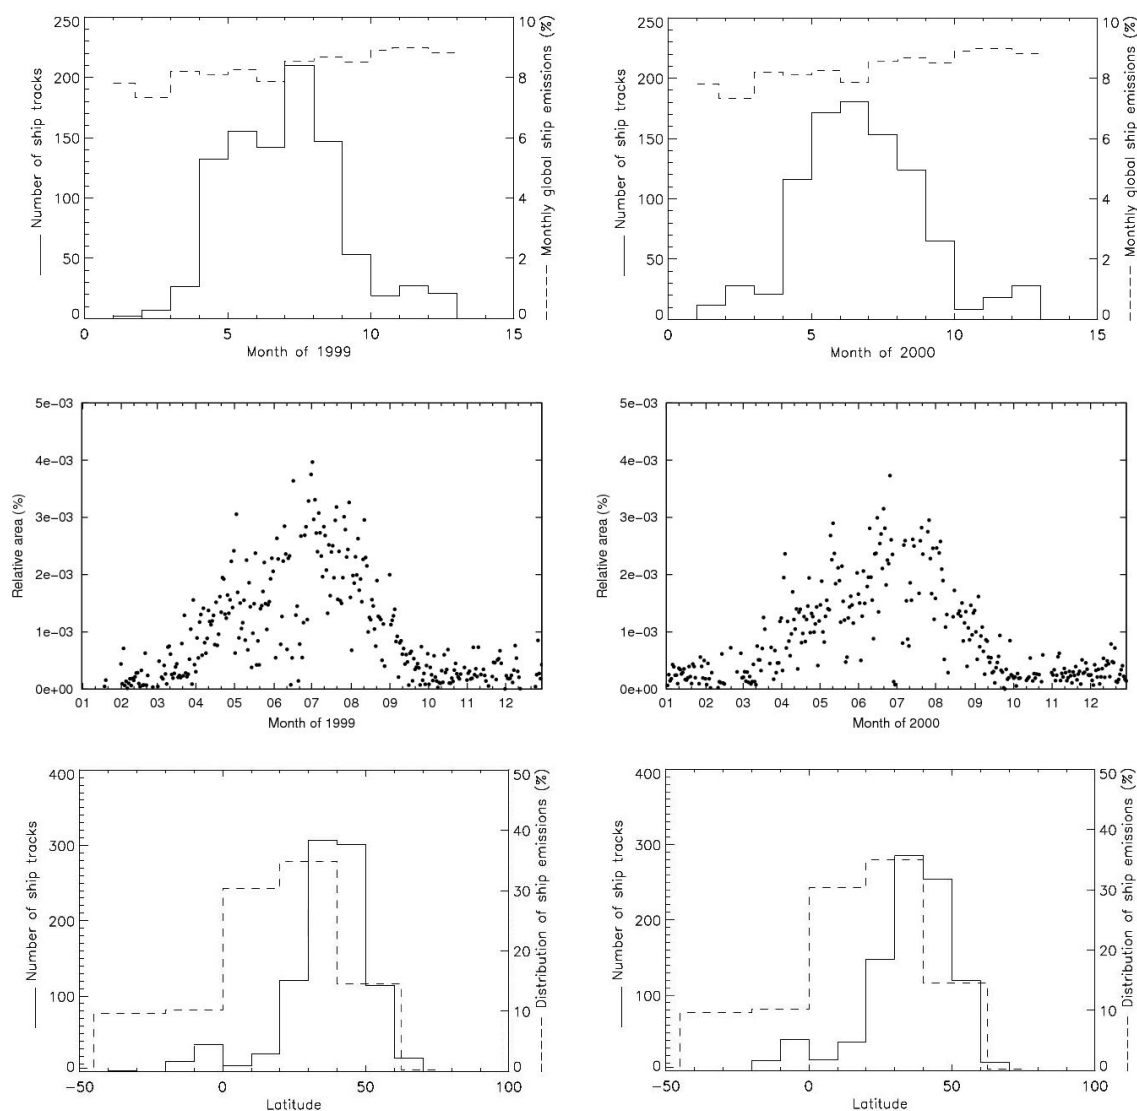 250
200
150
100
50
0
—— Number of ship tracks
0 5 10 15
Month of 1999
10
8
6
4
2
0
----- Monthly global ship emissions (%)
250
200
150
100
50
0
—— Number of ship tracks
0 5 10 15
Month of 2000
10
8
6
4
2
0
----- Monthly global ship emissions (%)
5e-03
4e-03
3e-03
2e-03
1e-03
0e+00
Relative area (%)
01 02 03 04 05 06 07 08 09 10 11 12
Month of 1999
5e-03
4e-03
3e-03
2e-03
1e-03
0e+00
Relative area (%)
01 02 03 04 05 06 07 08 09 10 11 12
Month of 2000
400
300
200
100
0
—— Number of ship tracks
-50 0 50 100
Latitude
50
40
30
20
10
0
----- Distribution of ship emissions (%)
400
300
200
100
0
—— Number of ship tracks
-50 0 50 100
Latitude
50
40
30
20
10
0
----- Distribution of ship emissions (%)